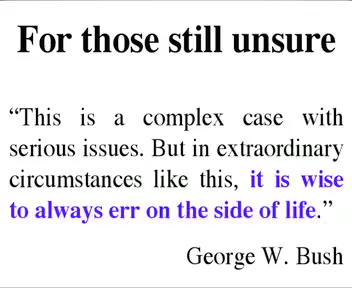 For those still unsure
“This is a complex case with
serious issues. But in extraordinary
circumstances like this, it is wise
to always err on the side of life.”
George W. Bush